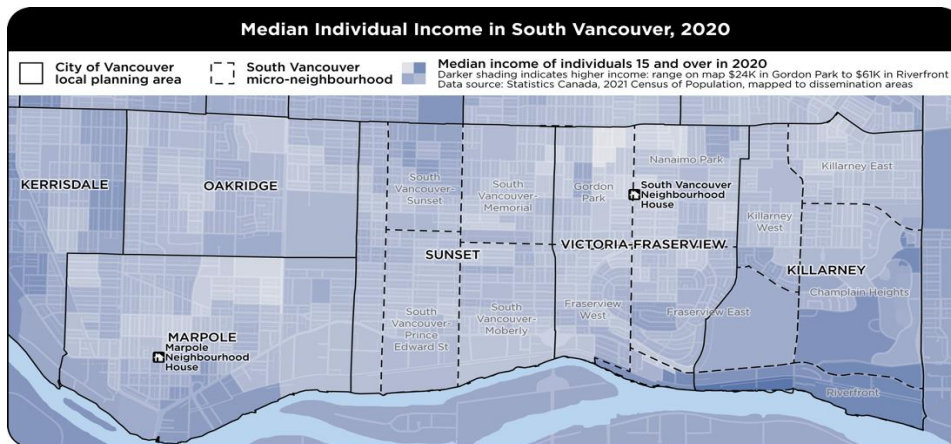 Median Individual Income in South Vancouver, 2020
City of Vancouver
local planning area
South Vancouver
micro-neighbourhood
Median income of individuals 15 and over in 2020
Darker shading indicates higher income: range on map $24K in Gordon Park to $61K in Riverfront
Data source: Statistics Canada, 2021 Census of Population, mapped to dissemination areas
KERRISDALE
OAKRIDGE
South
Vancouver-
Sunset
South
Vancouver-
Memorial
Gordon
Park
Nanaimo Park
South Vancouver
Neighbourhood
House
Killarney East
Killarney
West
SUNSET
VICTORIA-FRASERVIEW
KILLARNEY
Champlain Heights
MARPOLE
Marpole
Neighbourhood
House
South
Vancouver-
Prince
Edward St
South
Vancouver-
Moberly
Fraserview
West
Fraserview East
Riverfront